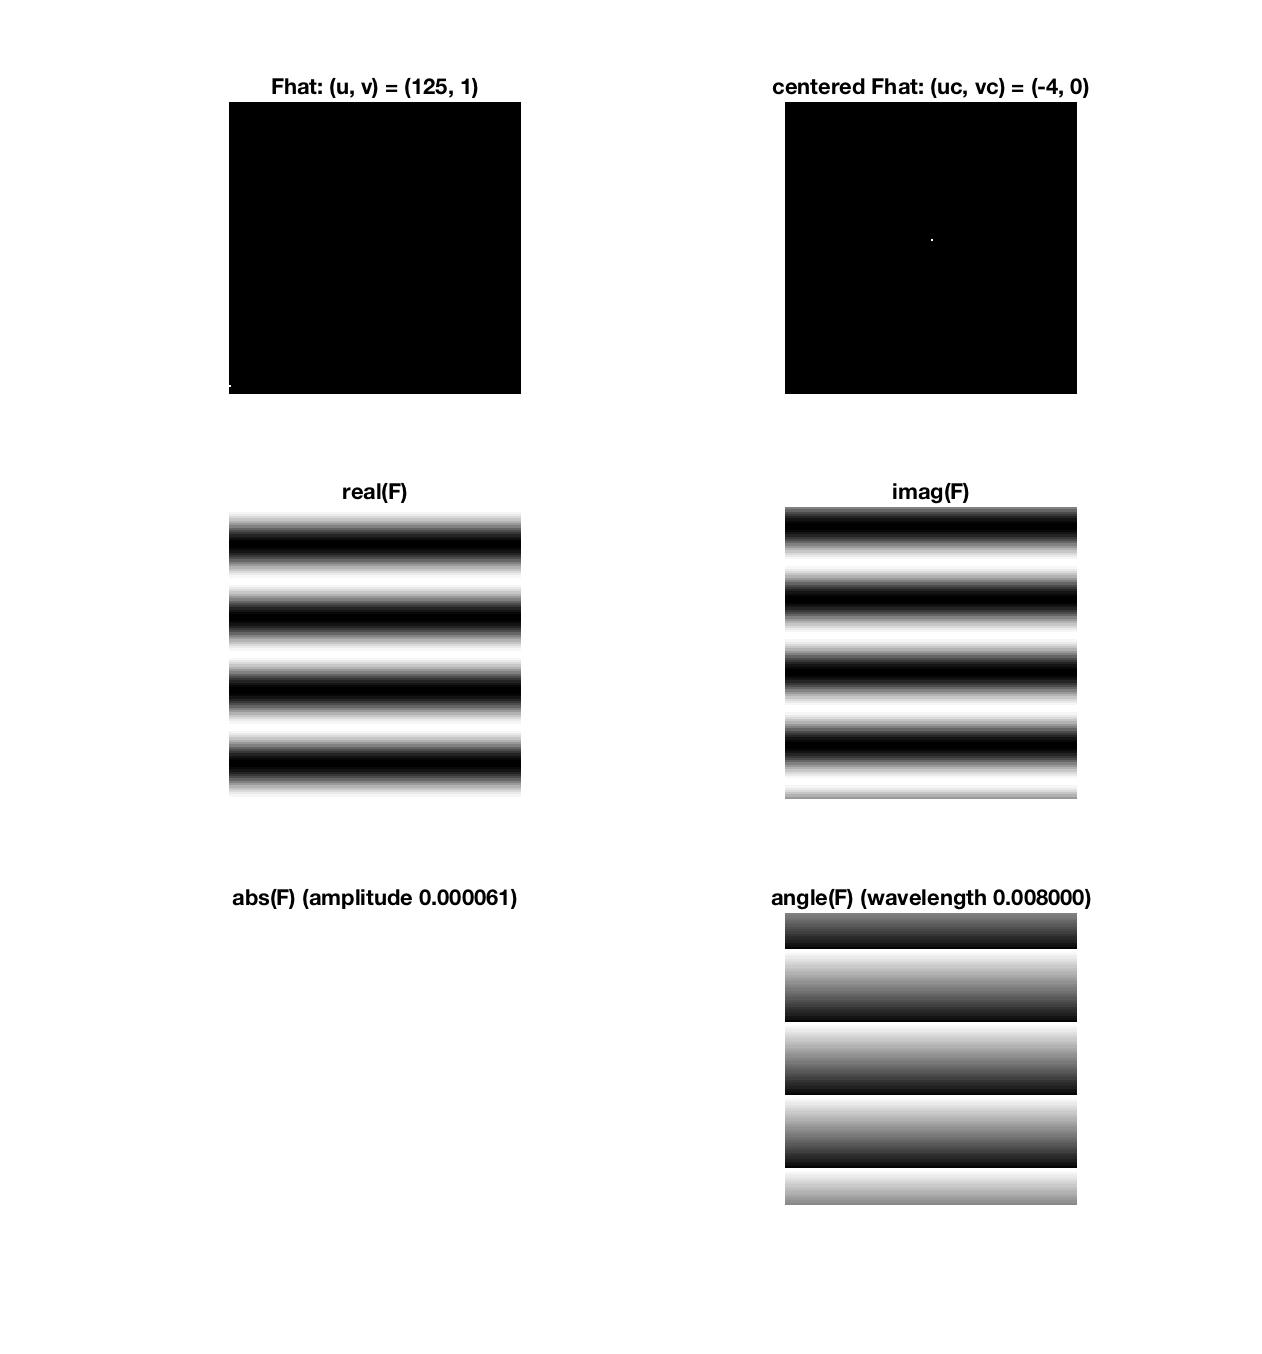 Fhat: (u, v) = (125, 1)
centered Fhat: (uc, vc) = (-4, 0)
real(F)
imag(F)
abs(F) (amplitude 0.000061)
angle(F) (wavelength 0.008000)